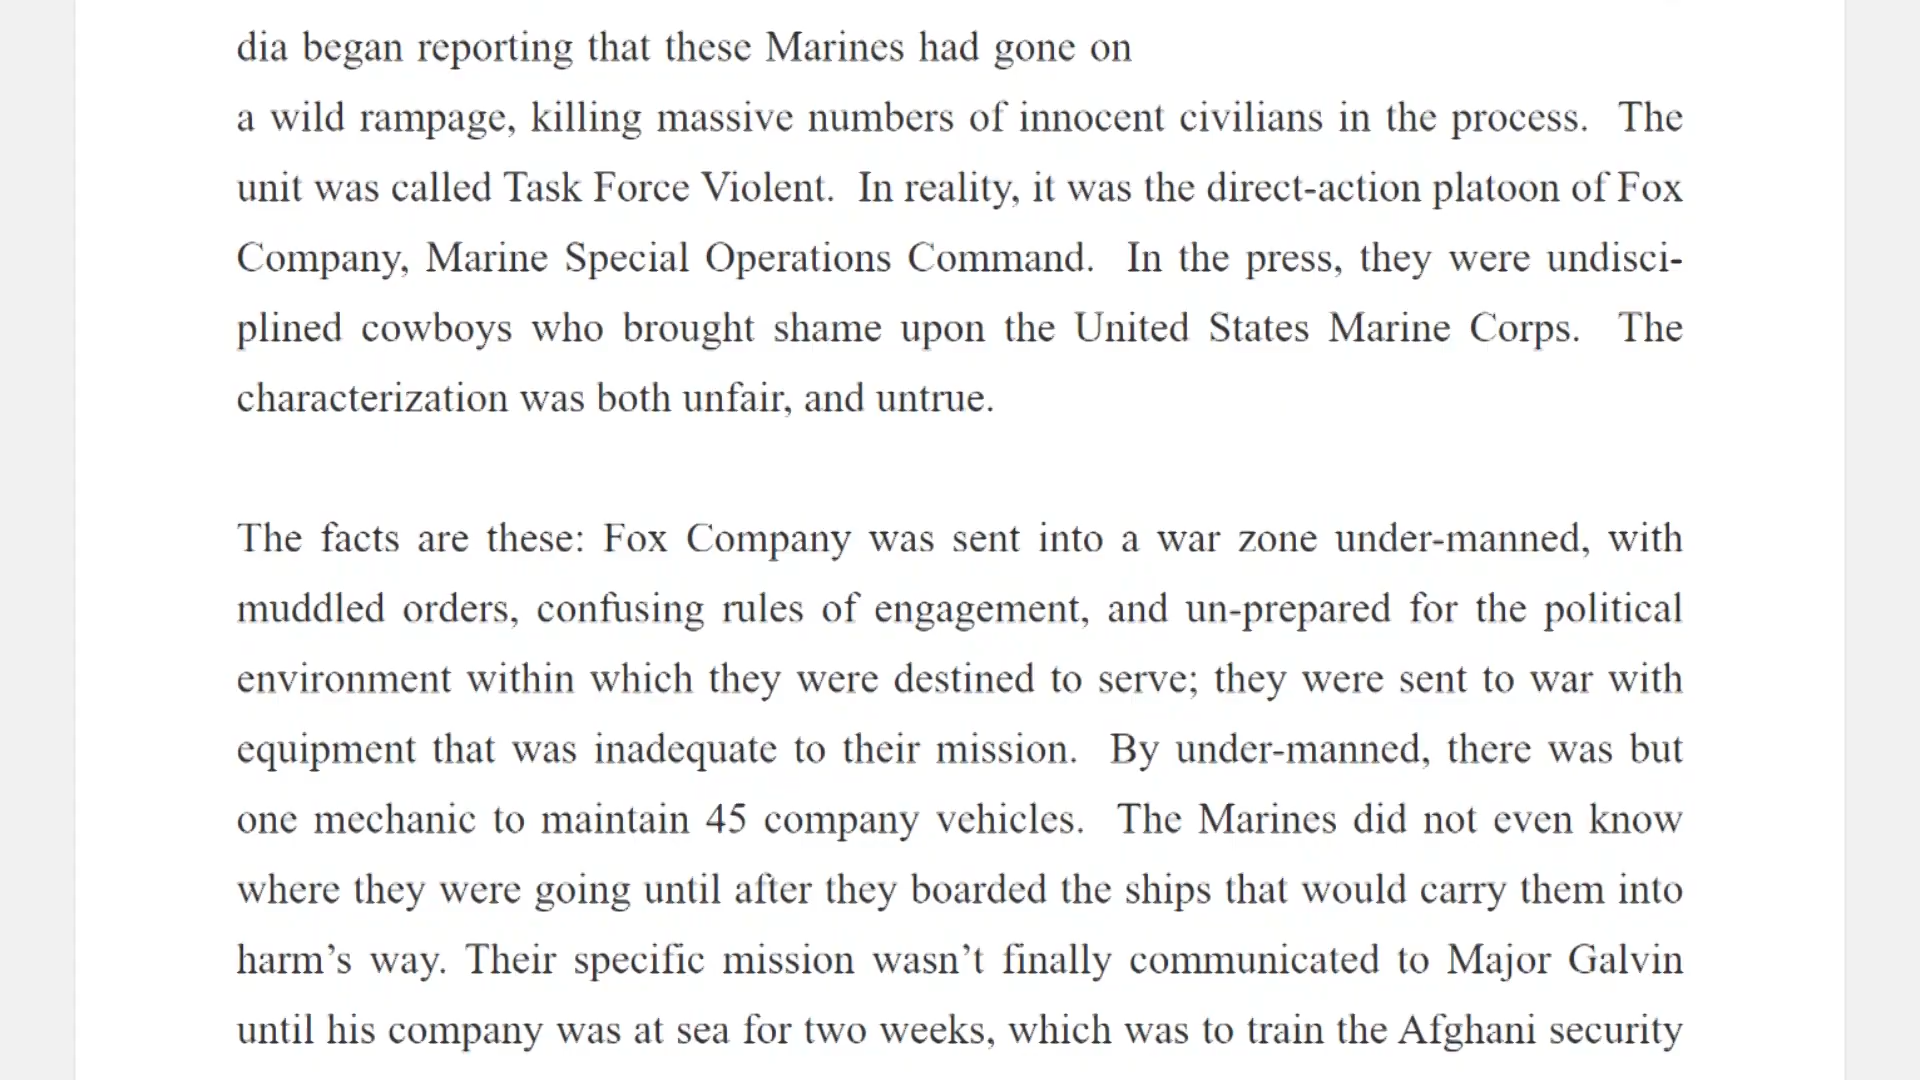 dia began reporting that these Marines had gone on
a wild rampage, killing massive numbers of innocent civilians in the process.  The
unit was called Task Force Violent.  In reality, it was the direct-action platoon of Fox
Company, Marine Special Operations Command.  In the press, they were undisci-
plined cowboys who brought shame upon the United States Marine Corps.  The
characterization was both unfair, and untrue.
The facts are these: Fox Company was sent into a war zone under-manned, with
muddled orders, confusing rules of engagement, and un-prepared for the political
environment within which they were destined to serve; they were sent to war with
equipment that was inadequate to their mission.  By under-manned, there was but
one mechanic to maintain 45 company vehicles.  The Marines did not even know
where they were going until after they boarded the ships that would carry them into
harm’s way. Their specific mission wasn’t finally communicated to Major Galvin
until his company was at sea for two weeks, which was to train the Afghani security